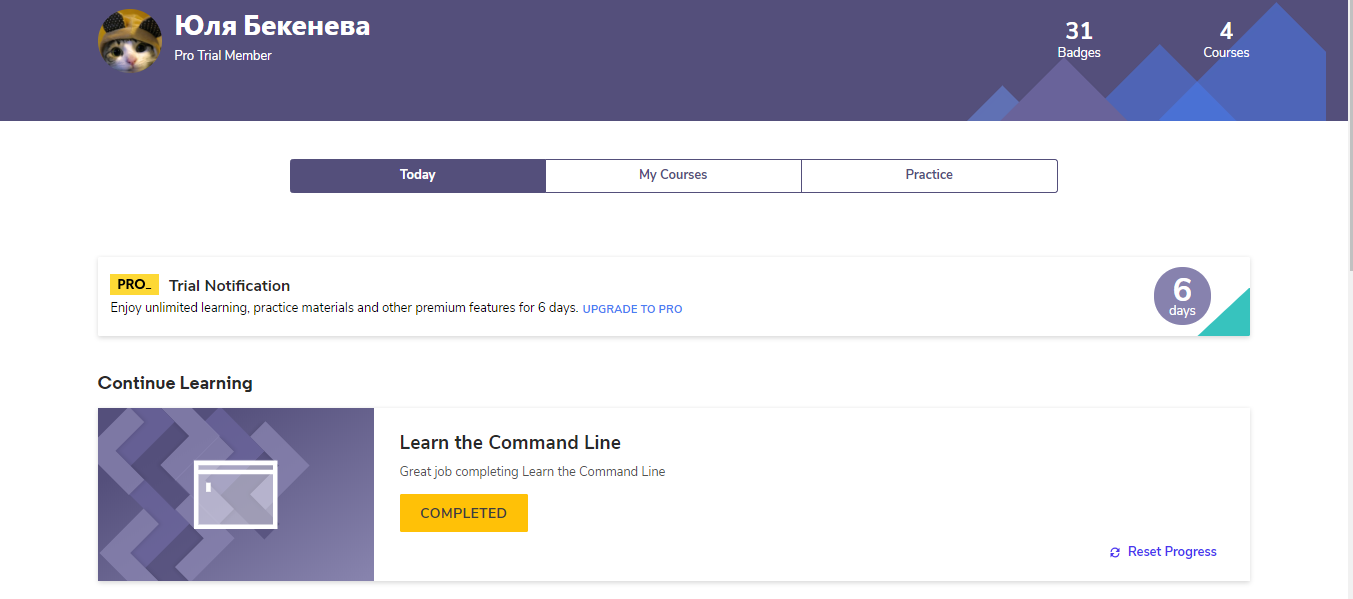 Юля Бекенева
Pro Trial Member
31
Badges
4
Courses
Today
My Courses
Practice
PRO_ Trial Notification
Enjoy unlimited learning, practice materials and other premium features for 6 days. UPGRADE TO PRO
6
days
Continue Learning
Learn the Command Line
Great job completing Learn the Command Line
COMPLETED
Reset Progress